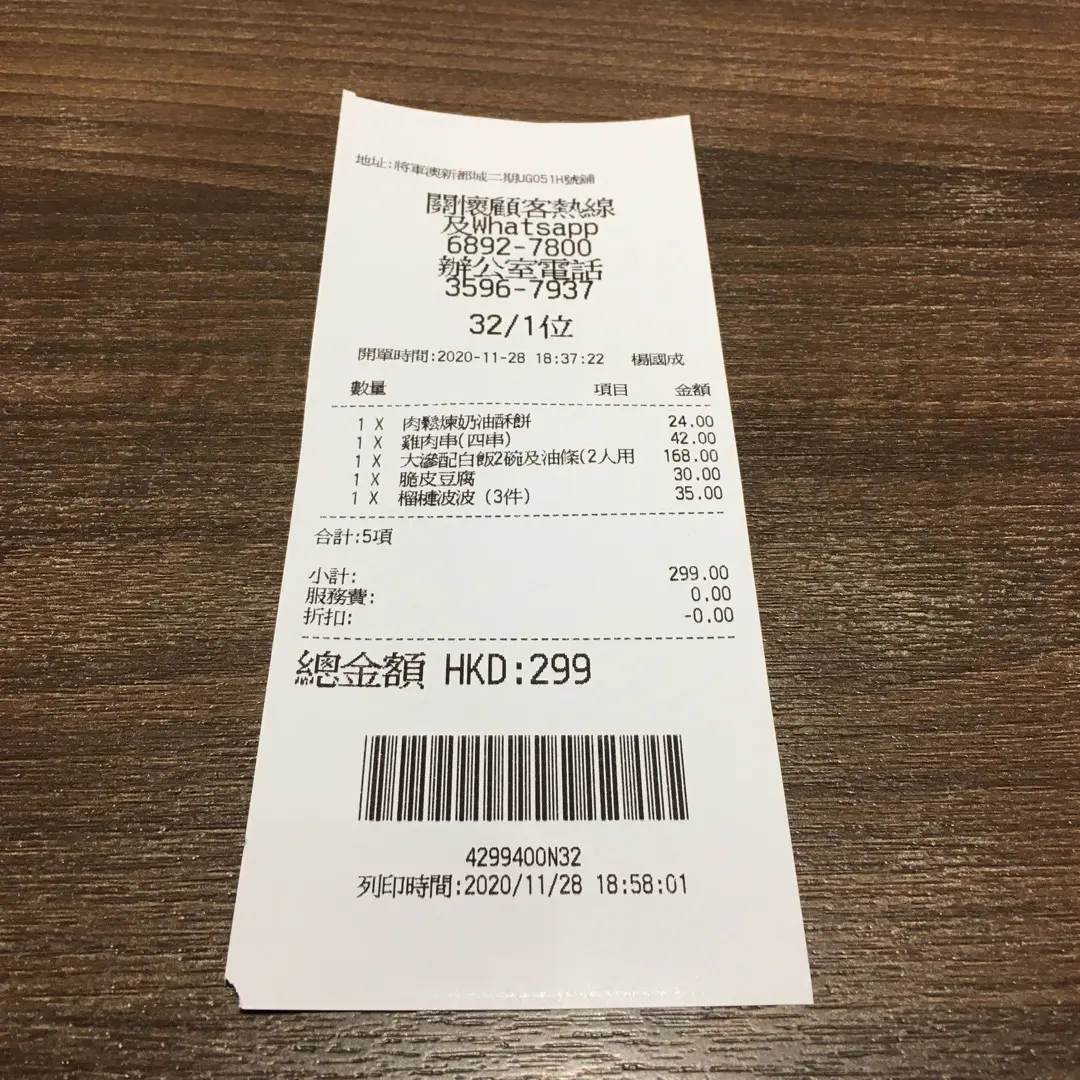 地址:將軍澳新都城二期UG051H號舖
關懷顧客熱線
及Whatsapp
6892-7800
辦公室電話
3596-7937
32/1位
開單時間:2020-11-28 18:37:22 楊國成
數量 項目 金額
1 X 肉鬆煉奶油酥餅 24.00
1 X 雞肉串(四串) 42.00
1 X 大滲配白飯2碗及油條(2人用 168.00
1 X 脆皮豆腐 30.00
1 X 榴槤波波 (3件) 35.00
合計:5項
小計: 299.00
服務費: 0.00
折扣: -0.00
總金額 HKD:299
4299400N32
列印時間:2020/11/28 18:58:01